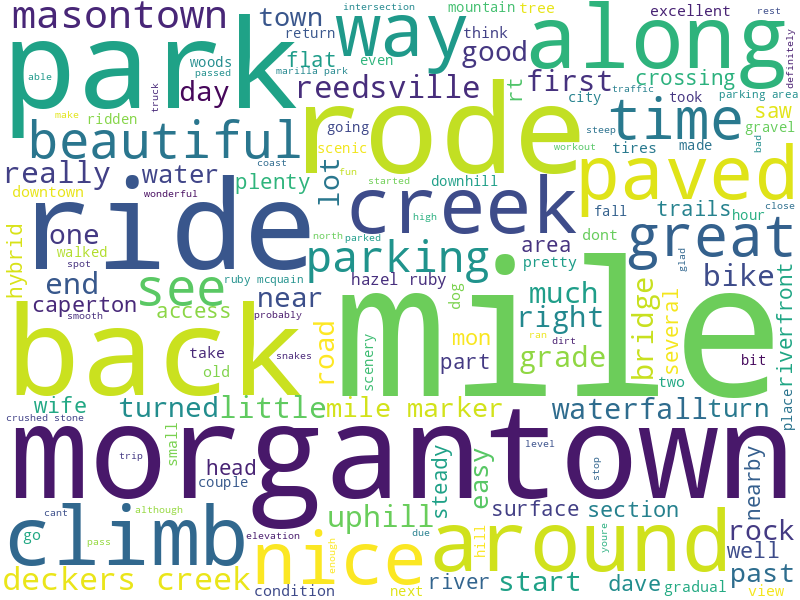 intersection
mountain
tree
excellent
rest
masontown
park
town
way
along
return
think
good
woods
flat
even
able
passed
marilla park
definitely
truck
day
reedsville
rt
first
crossing
traffic
city
took
parking area
make
ridden
going
rode
time
saw
beautiful
scenic
steep
tires
made
gravel
workout
bad
really
water
coast
fun
lot
downhill
paved
plenty
started
creek
close
downtown
wonderful
ride
high
fall
trails
hour
hybrid
one
north
parked
dont
great
walked
area
spot
parking
pretty
glad
end
see
ruby mcquain
hazel ruby
dog
bike
riverfront
caperton
near
much
access
smooth
probably
right
bridge
several
take
back
snakes
road
scenery
mile
mon
ran
dirt
old
part
grade
bit
two
place
wife
turned
little
mile marker
waterfall
turn
crushed stone
morgantown
small
trip
head
level
couple
steady
easy
stop
nearby
cant
although
uphill
surface
section
climb
elevation
due
rock
go
pass
nice
around
hill
youre
well
enough
past
deckers creek
river
start
dave
gradual
condition
next
view